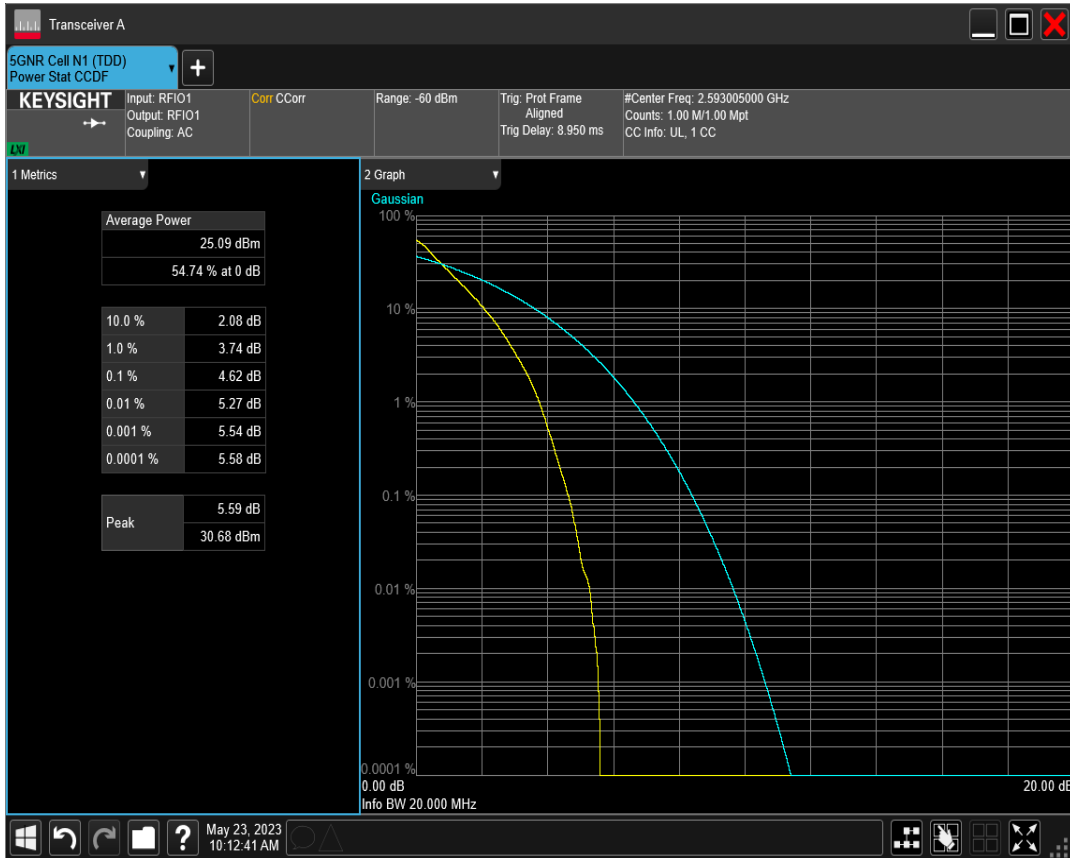 Transceiver A
5GNR Cell N1 (TDD)
Power Stat CCDF
+
KEYSIGHT
LXI
Input: RFIO1
Output: RFIO1
Coupling: AC
Corr CCorr
Range: -60 dBm
Trig: Prot Frame
Aligned
Trig Delay: 8.950 ms
#Center Freq: 2.593005000 GHz
Counts: 1.00 M/1.00 Mpt
CC Info: UL, 1 CC
1 Metrics
Average Power
25.09 dBm
54.74 % at 0 dB
10.0 % 2.08 dB
1.0 % 3.74 dB
0.1 % 4.62 dB
0.01 % 5.27 dB
0.001 % 5.54 dB
0.0001 % 5.58 dB
Peak
5.59 dB
30.68 dBm
2 Graph
Gaussian
100 %
10 %
1 %
0.1 %
0.01 %
0.001 %
0.0001 %
0.00 dB 20.00 dB
Info BW 20.000 MHz
?
May 23, 2023
10:12:41 AM